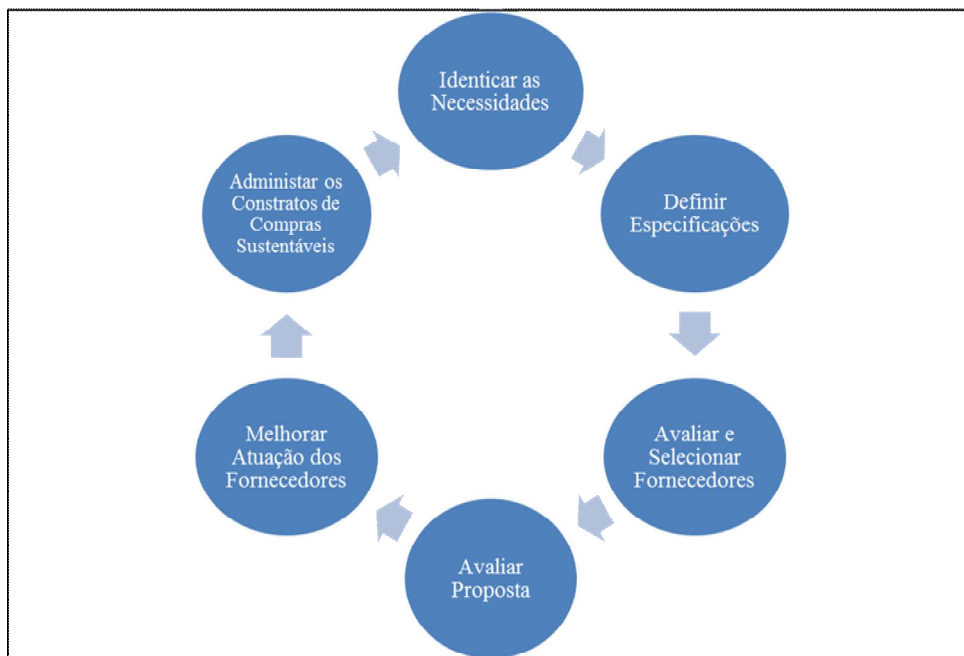 Identicar as
Necessidades
Definir
Especificações
Avaliar e
Selecionar
Fornecedores
Avaliar
Proposta
Melhorar
Atuação dos
Fornecedores
Administar os
Constratos de
Compras
Sustentáveis